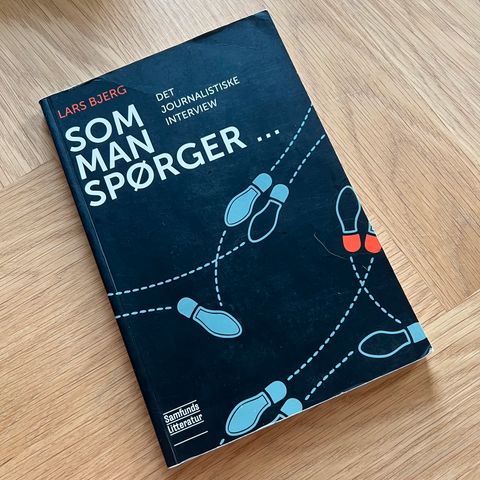 LARS BJERG
SOM
MAN
SPØRGER ...
DET
JOURNALISTISKE
INTERVIEW
Samfunds
Litteratur